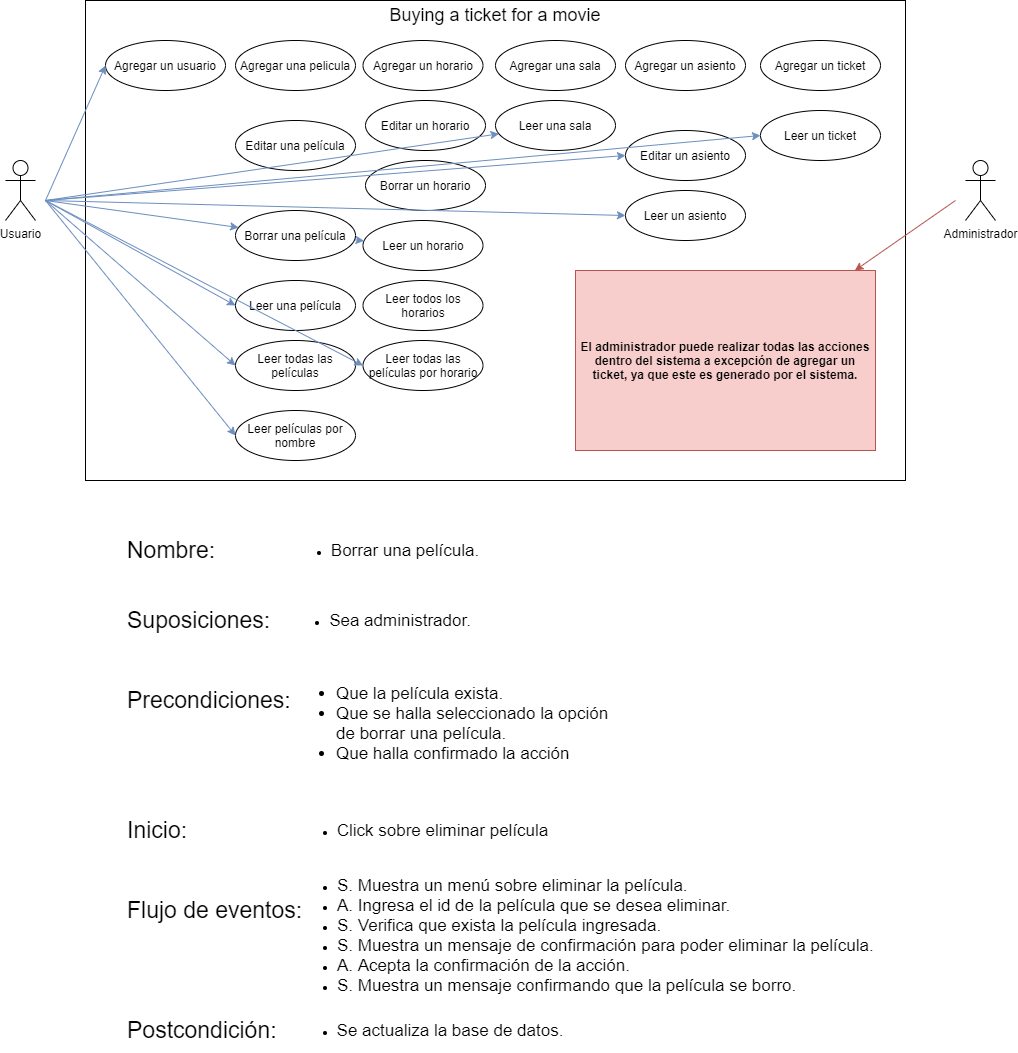 Buying a ticket for a movie
Agregar un usuario
Agregar una pelicula
Agregar un horario
Agregar una sala
Agregar un asiento
Agregar un ticket
Editar una película
Editar un horario
Leer una sala
Editar un asiento
Leer un ticket
Borrar un horario
Leer un asiento
Usuario
Administrador
Borrar una película
Leer un horario
Leer una película
Leer todos los
horarios
Leer todas las
películas
Leer todas las
películas por horario
Leer películas por
nombre
El administrador puede realizar todas las acciones
dentro del sistema a excepción de agregar un
ticket, ya que este es generado por el sistema.
Nombre:
• Borrar una película.
Suposiciones:
• Sea administrador.
Precondiciones:
• Que la película exista.
• Que se halla seleccionado la opción
de borrar una película.
• Que halla confirmado la acción
Inicio:
• Click sobre eliminar película
Flujo de eventos:
• S. Muestra un menú sobre eliminar la película.
• A. Ingresa el id de la película que se desea eliminar.
• S. Verifica que exista la película ingresada.
• S. Muestra un mensaje de confirmación para poder eliminar la película.
• A. Acepta la confirmación de la acción.
• S. Muestra un mensaje confirmando que la película se borro.
Postcondición:
• Se actualiza la base de datos.